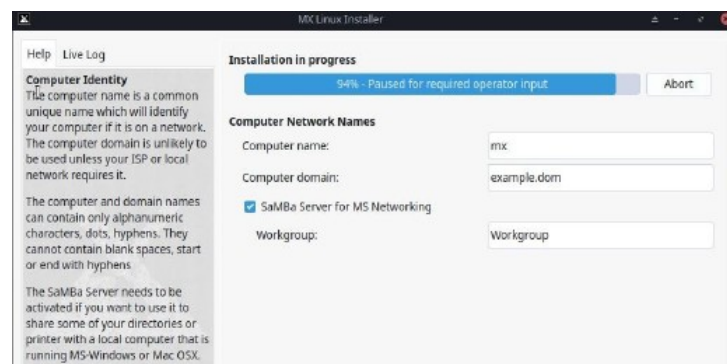 MX Linux Installer
Help Live Log
Computer Identity
The computer name is a common
unique name which will identify
your computer if it is on a network.
The computer domain is unlikely to
be used unless your ISP or local
network requires it.
The computer and domain names
can contain only alphanumeric
characters, dots, hyphens. They
cannot contain blank spaces, start
or end with hyphens
The SaMBa Server needs to be
activated if you want to use it to
share some of your directories or
printer with a local computer that is
running MS-Windows or Mac OSX.
Installation in progress
94% - Paused for required operator input Abort
Computer Network Names
Computer name: mx
Computer domain: example.dom
SaMBa Server for MS Networking
Workgroup: Workgroup